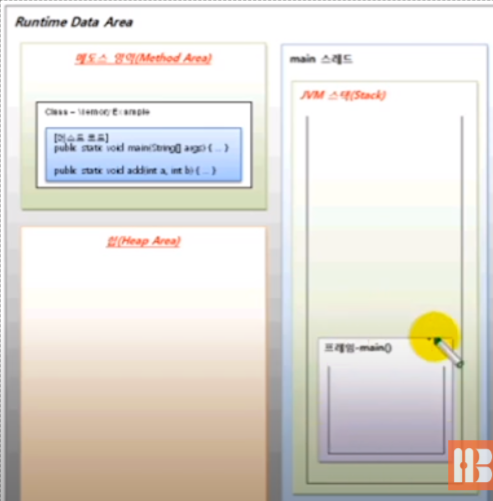 Runtime Data Area
메소드 영역(Method Area)
Class – MemoryExample
[메소드 코드]
public static void main(String[] args) { ... }
public static void add(int a, int b) { ... }
힙(Heap Area)
main 스레드
JVM 스택(Stack)
프레임-main()